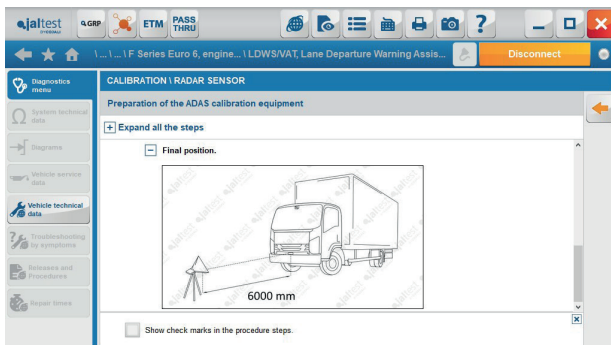 jaltest
GRP
ETM
PASS
THRU
\ ... \ ... \ F Series Euro 6, engine... \ LDWS/VAT, Lane Departure Warning Assis...
Disconnect
Diagnostics
menu
CALIBRATION \ RADAR SENSOR
System technical
data
Preparation of the ADAS calibration equipment
Expand all the steps
Diagrams
Final position.
Vehicle service
data
Vehicle technical
data
Troubleshooting
by symptoms
Releases and
Procedures
Repair times
6000 mm
Show check marks in the procedure steps.